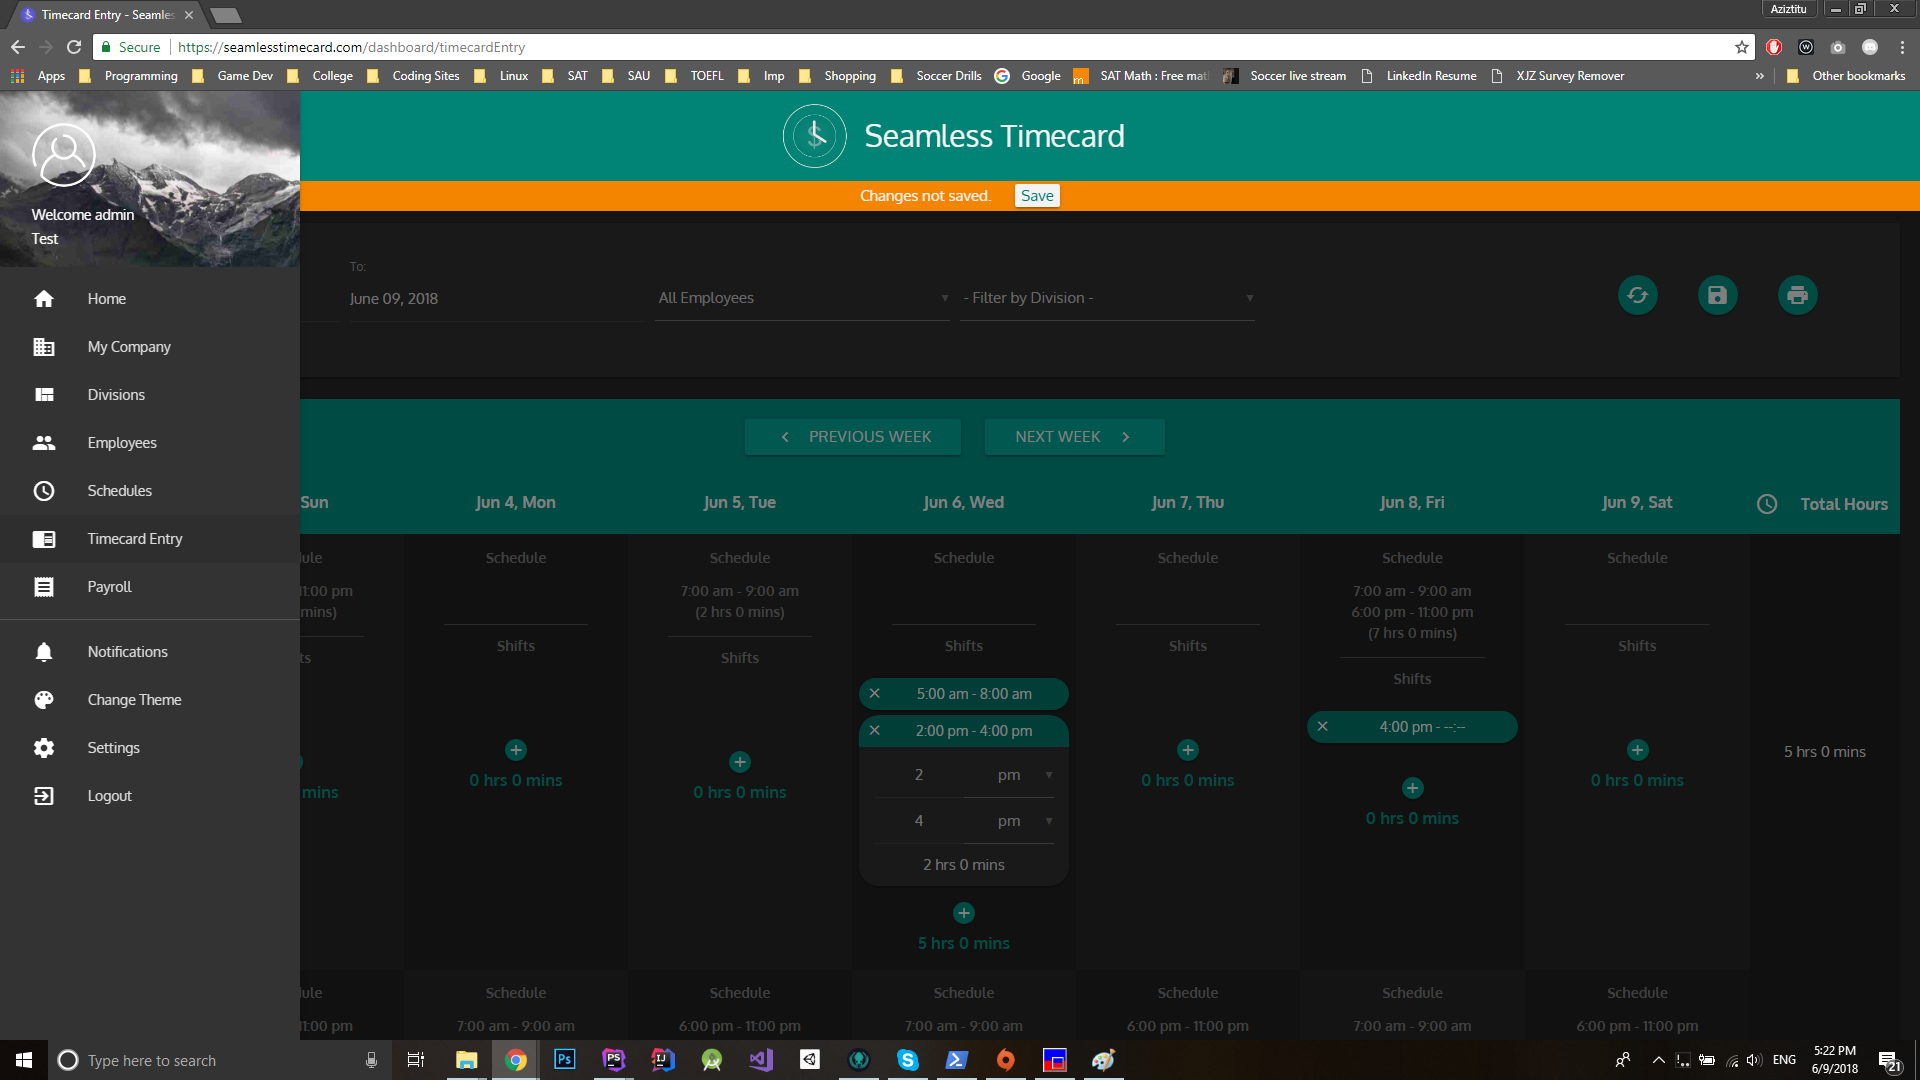 Timecard Entry - Seamles
Aziztitu
Secure
https://seamlesstimecard.com/dashboard/timecardEntry
Apps Programming Game Dev College Coding Sites Linux SAT SAU TOEFL Imp Shopping Soccer Drills Google SAT Math : Free mat Soccer live stream LinkedIn Resume XJZ Survey Remover » Other bookmarks
Seamless Timecard
Changes not saved. Save
Welcome admin
Test
Home
My Company
Divisions
Employees
Schedules
Timecard Entry
Payroll
Notifications
Change Theme
Settings
Logout
To:
June 09, 2018
All Employees
- Filter by Division -
PREVIOUS WEEK NEXT WEEK
Sun Jun 4, Mon Jun 5, Tue Jun 6, Wed Jun 7, Thu Jun 8, Fri Jun 9, Sat Total Hours
ule
11:00 pm
mins)
ts
mins
Schedule
Shifts
0 hrs 0 mins
Schedule
7:00 am - 9:00 am
(2 hrs 0 mins)
Shifts
0 hrs 0 mins
Schedule
Shifts
5:00 am - 8:00 am
2:00 pm - 4:00 pm
2 pm
4 pm
2 hrs 0 mins
5 hrs 0 mins
Schedule
Shifts
0 hrs 0 mins
Schedule
7:00 am - 9:00 am
6:00 pm - 11:00 pm
(7 hrs 0 mins)
Shifts
4:00 pm - --:--
0 hrs 0 mins
Schedule
Shifts
0 hrs 0 mins
5 hrs 0 mins
ule Schedule Schedule Schedule Schedule Schedule Schedule
11:00 pm 7:00 am - 9:00 am 6:00 pm - 11:00 pm 7:00 am - 9:00 am 6:00 pm - 11:00 pm 7:00 am - 9:00 am 6:00 pm - 11:00 pm
Type here to search
Ps
PS
IJ
ENG
5:22 PM
6/9/2018
21